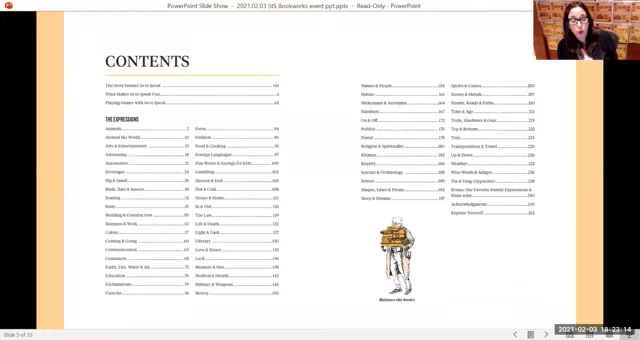 PowerPoint Slide Show - 2021.02.03 StS Bookworks event ppt.pptx - Read-Only - PowerPoint
CONTENTS
The Story behind So to Speak
What Makes So to Speak Fun
Playing Games with So to Speak
THE EXPRESSIONS
Animals
Around the World
Arts & Entertainment
Astronomy
Automotive
Beverages
Big & Small
Birds, Bats & Insects
Boating
Body
Building & Construction
Business & Work
Colors
Coming & Going
Communication
Containers
Earth, Fire, Water & Air
Education
Exclamations
Exercise
Farm
Fashion
Food & Cooking
Foreign Languages
Fun Words & Sayings for Kids
Gambling
Heaven & Hell
Hot & Cold
House & Home
In & Out
The Law
Life & Death
Light & Dark
Literary
Love & Kisses
Luck
Measure & Size
Medical & Health
Military & Weapons
Money
Names & People
Nature
Nicknames & Acronyms
Numbers
On & Off
Politics
Postal
Religion & Spirituality
Rhymes
Royalty
Science & Technology
Senses
Shapes, Lines & Points
Sleep & Dreams
Sports & Games
Stones & Metals
Streets, Roads & Paths
Time & Age
Tools, Hardware & Gear
Top & Bottom
Toys
Transportation & Travel
Up & Down
Weather
Wise Words & Adages
Yin & Yang (Opposites)
Bonus: Our Favorite Family Expressions &
Acknowledgments
Express Yourself
Balance the books
Slide 5 of 33
2021-02-03 18:23:14